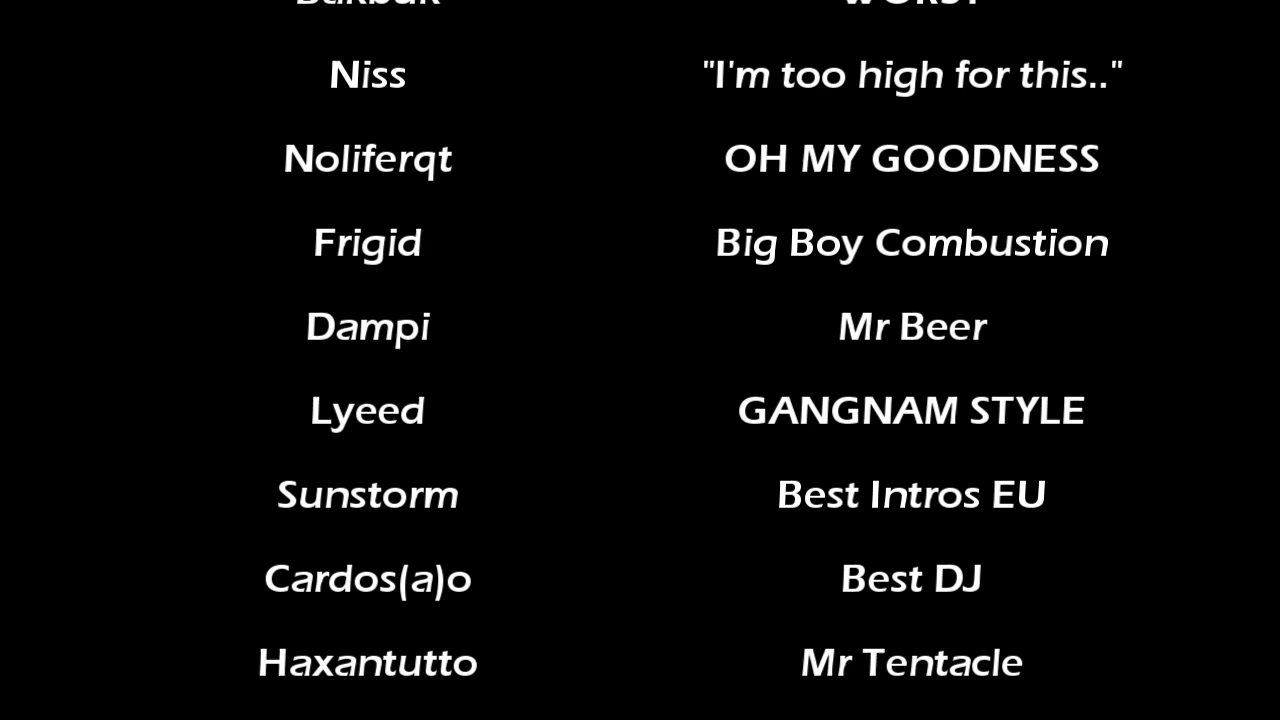 Niss "I'm too high for this.."
Noliferqt OH MY GOODNESS
Frigid Big Boy Combustion
Dampi Mr Beer
Lyeed GANGNAM STYLE
Sunstorm Best Intros EU
Cardos(a)o Best DJ
Haxantutto Mr Tentacle